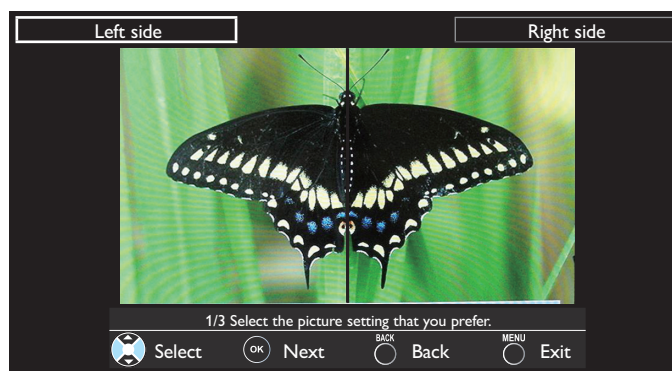 Left side
Right side
1/3 Select the picture setting that you prefer.
Select
OK
Next
BACK
Back
MENU
Exit